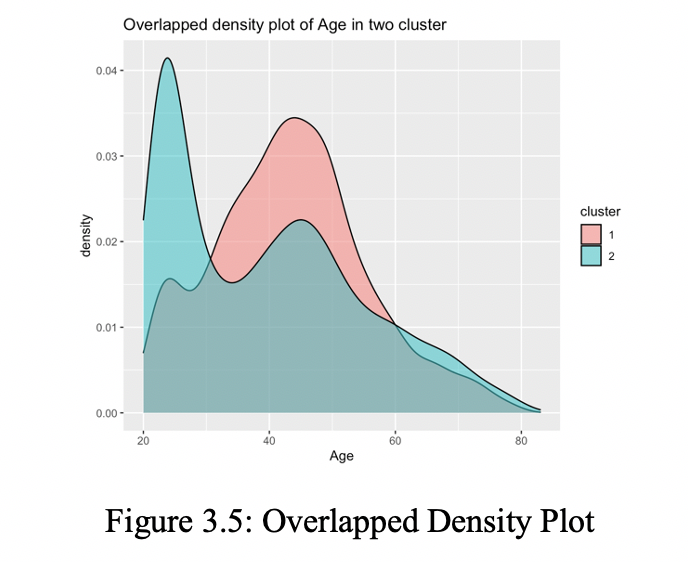 Overlapped density plot of Age in two cluster
0.04
0.03
0.02
0.01
0.00
density
20 40 60 80
Age
cluster
1
2
Figure 3.5: Overlapped Density Plot